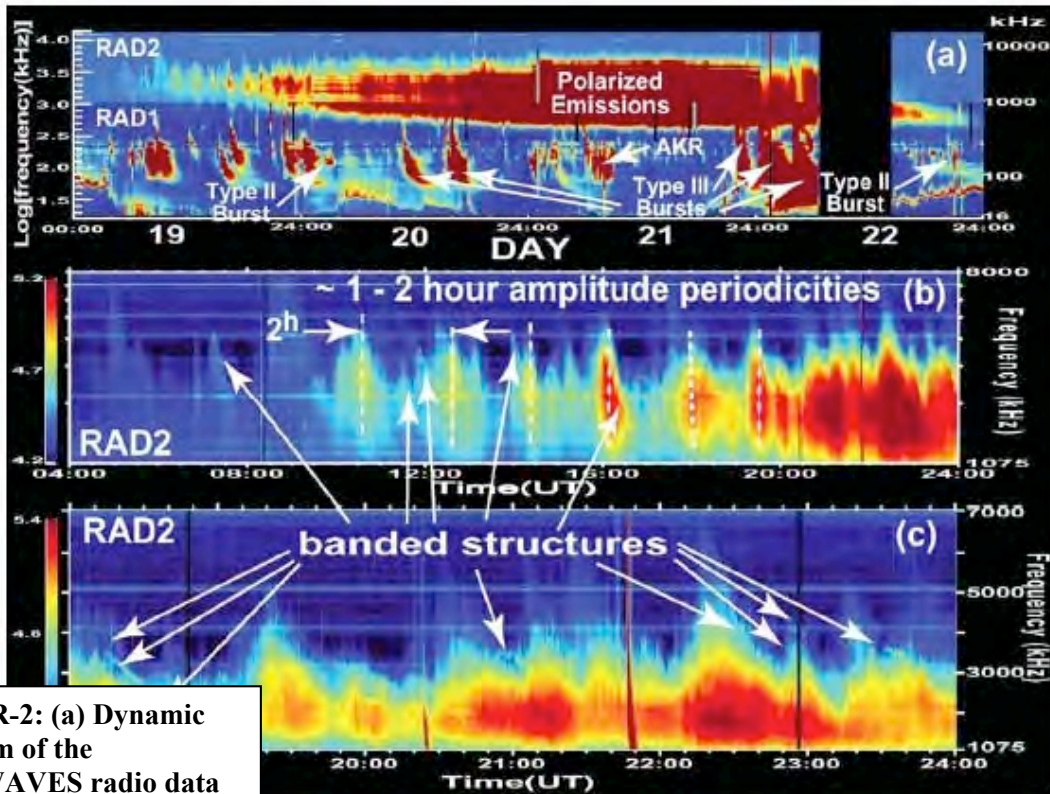 Log[frequency(kHz)]
4.0
3.5
3.0
2.5
2.0
1.5
RAD2
RAD1
kHz
10000
1000
100
16
(a)
Polarized
Emissions
AKR
Type II
Burst
Type III
Bursts
Type II
Burst
00:00
24:00
24:00
24:00
24:00
19
20
21
22
DAY
5.2
4.7
4.2
~ 1 - 2 hour amplitude periodicities
(b)
2h
RAD2
8000
Frequency (kHz)
1075
04:00
08:00
12:00
16:00
20:00
24:00
Time(UT)
5.4
4.8
RAD2
banded structures
(c)
7000
5000
3000
1075
Frequency (kHz)
20:00
21:00
22:00
23:00
24:00
Time(UT)
R-2: (a) Dynamic
m of the
WAVES radio data